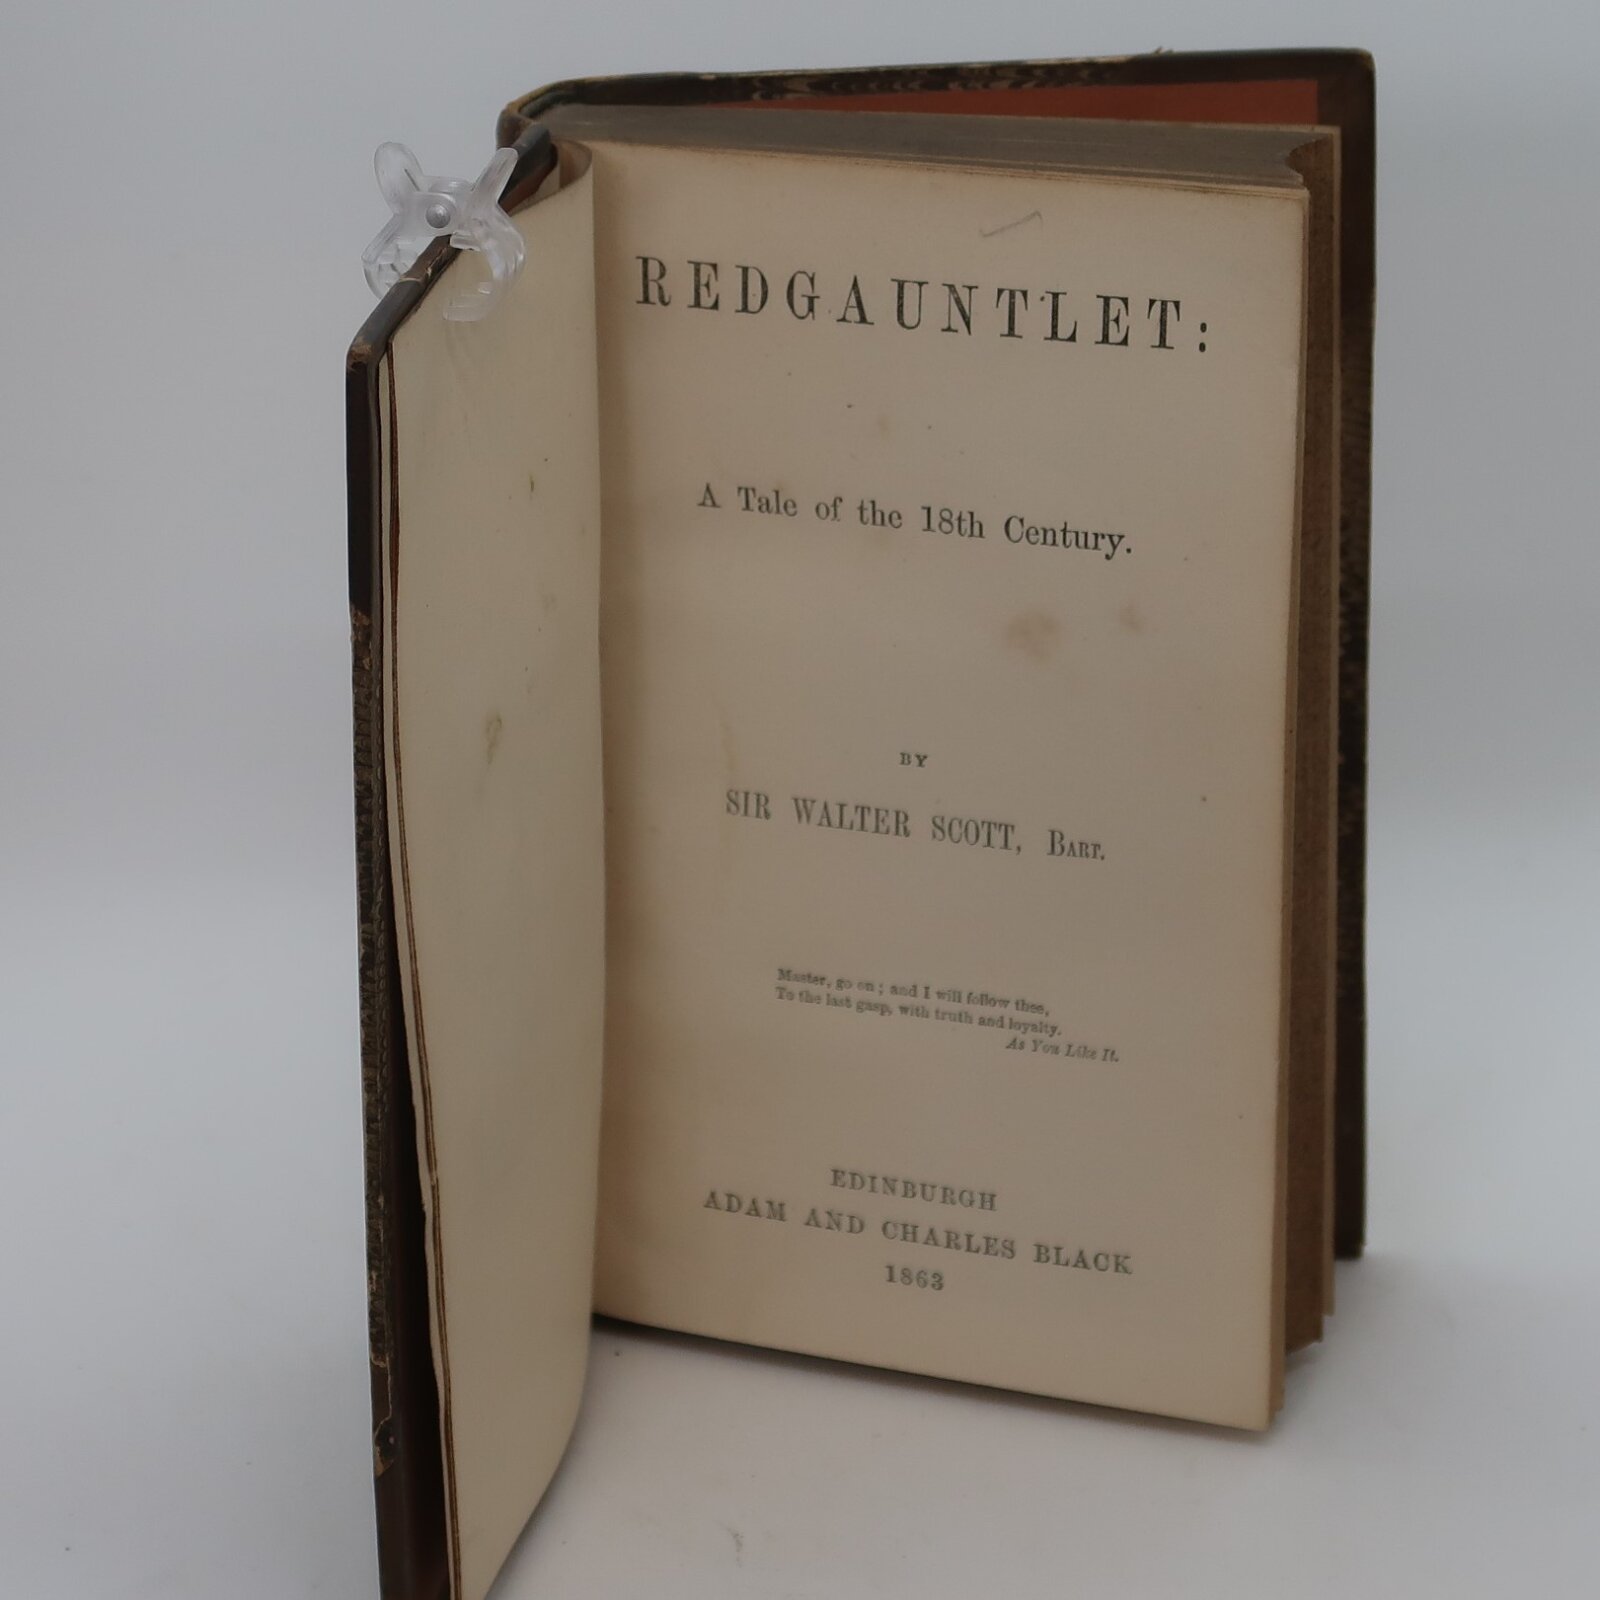 REDGAUNTLET:
A Tale of the 18th Century.
BY
SIR WALTER SCOTT, BART.
Master, go on; and I will follow thee,
To the last gasp, with truth and loyalty.
As You Like It.
EDINBURGH
ADAM AND CHARLES BLACK
1863